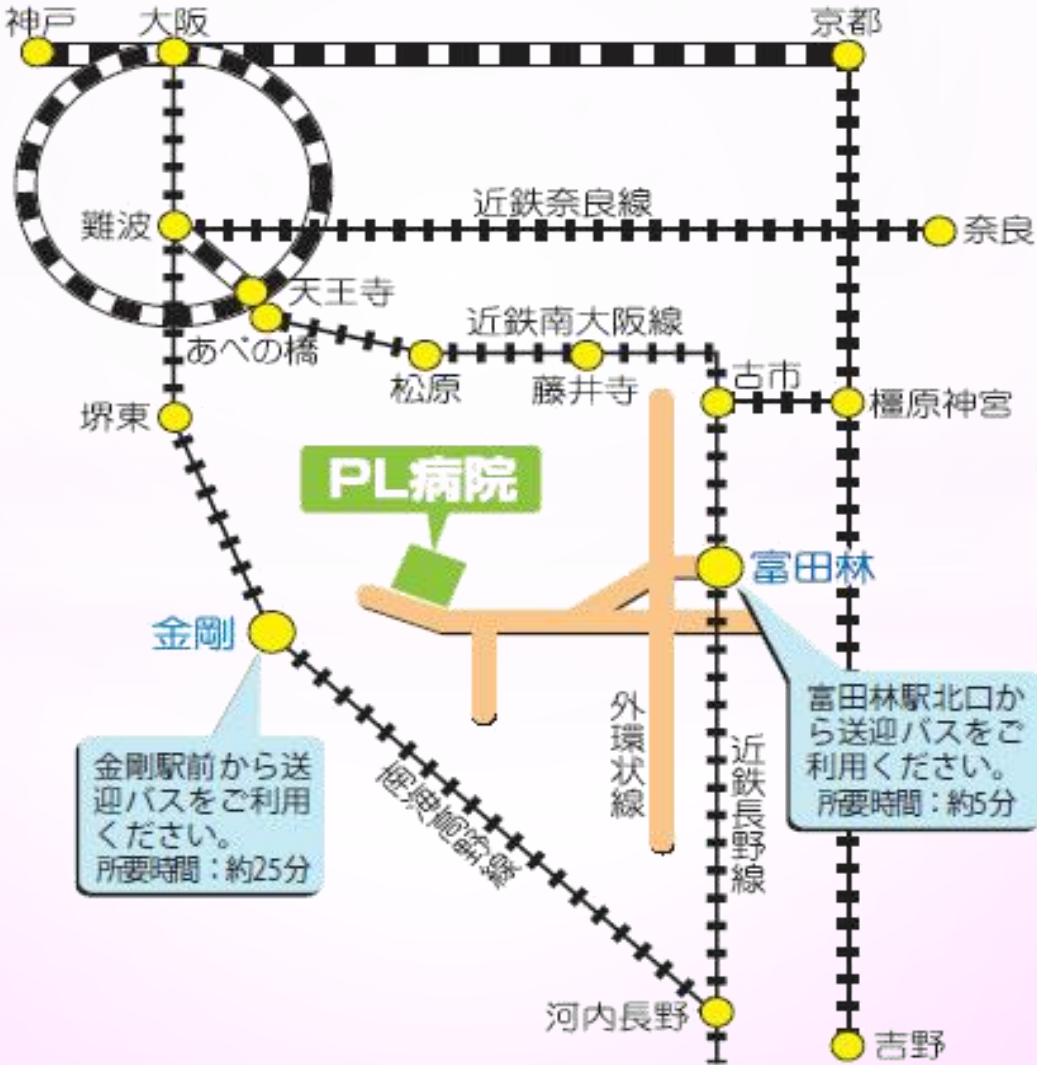 神戸
大阪
京都
難波
近鉄奈良線
奈良
天王寺
あべの橋
近鉄南大阪線
松原
藤井寺
古市
橿原神宮
堺東
PL病院
富田林
金剛
富田林駅北口か
ら送迎バスをご
利用ください。
所要時間：約5分
外環状線
近鉄長野線
金剛駅前から送
迎バスをご利用
ください。
所要時間：約25分
南海高野線
河内長野
吉野